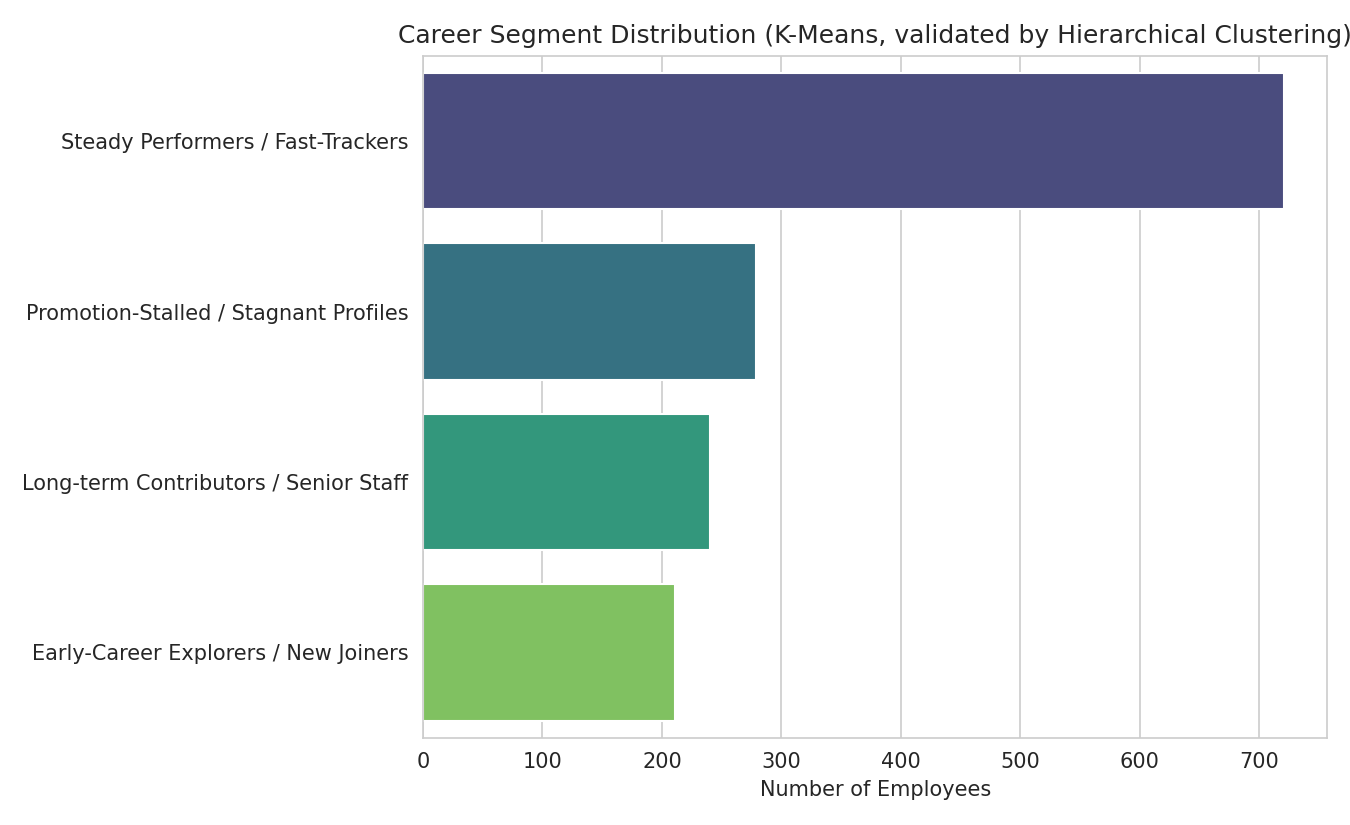 Career Segment Distribution (K-Means, validated by Hierarchical Clustering)
Steady Performers / Fast-Trackers
Promotion-Stalled / Stagnant Profiles
Long-term Contributors / Senior Staff
Early-Career Explorers / New Joiners
0 100 200 300 400 500 600 700
Number of Employees